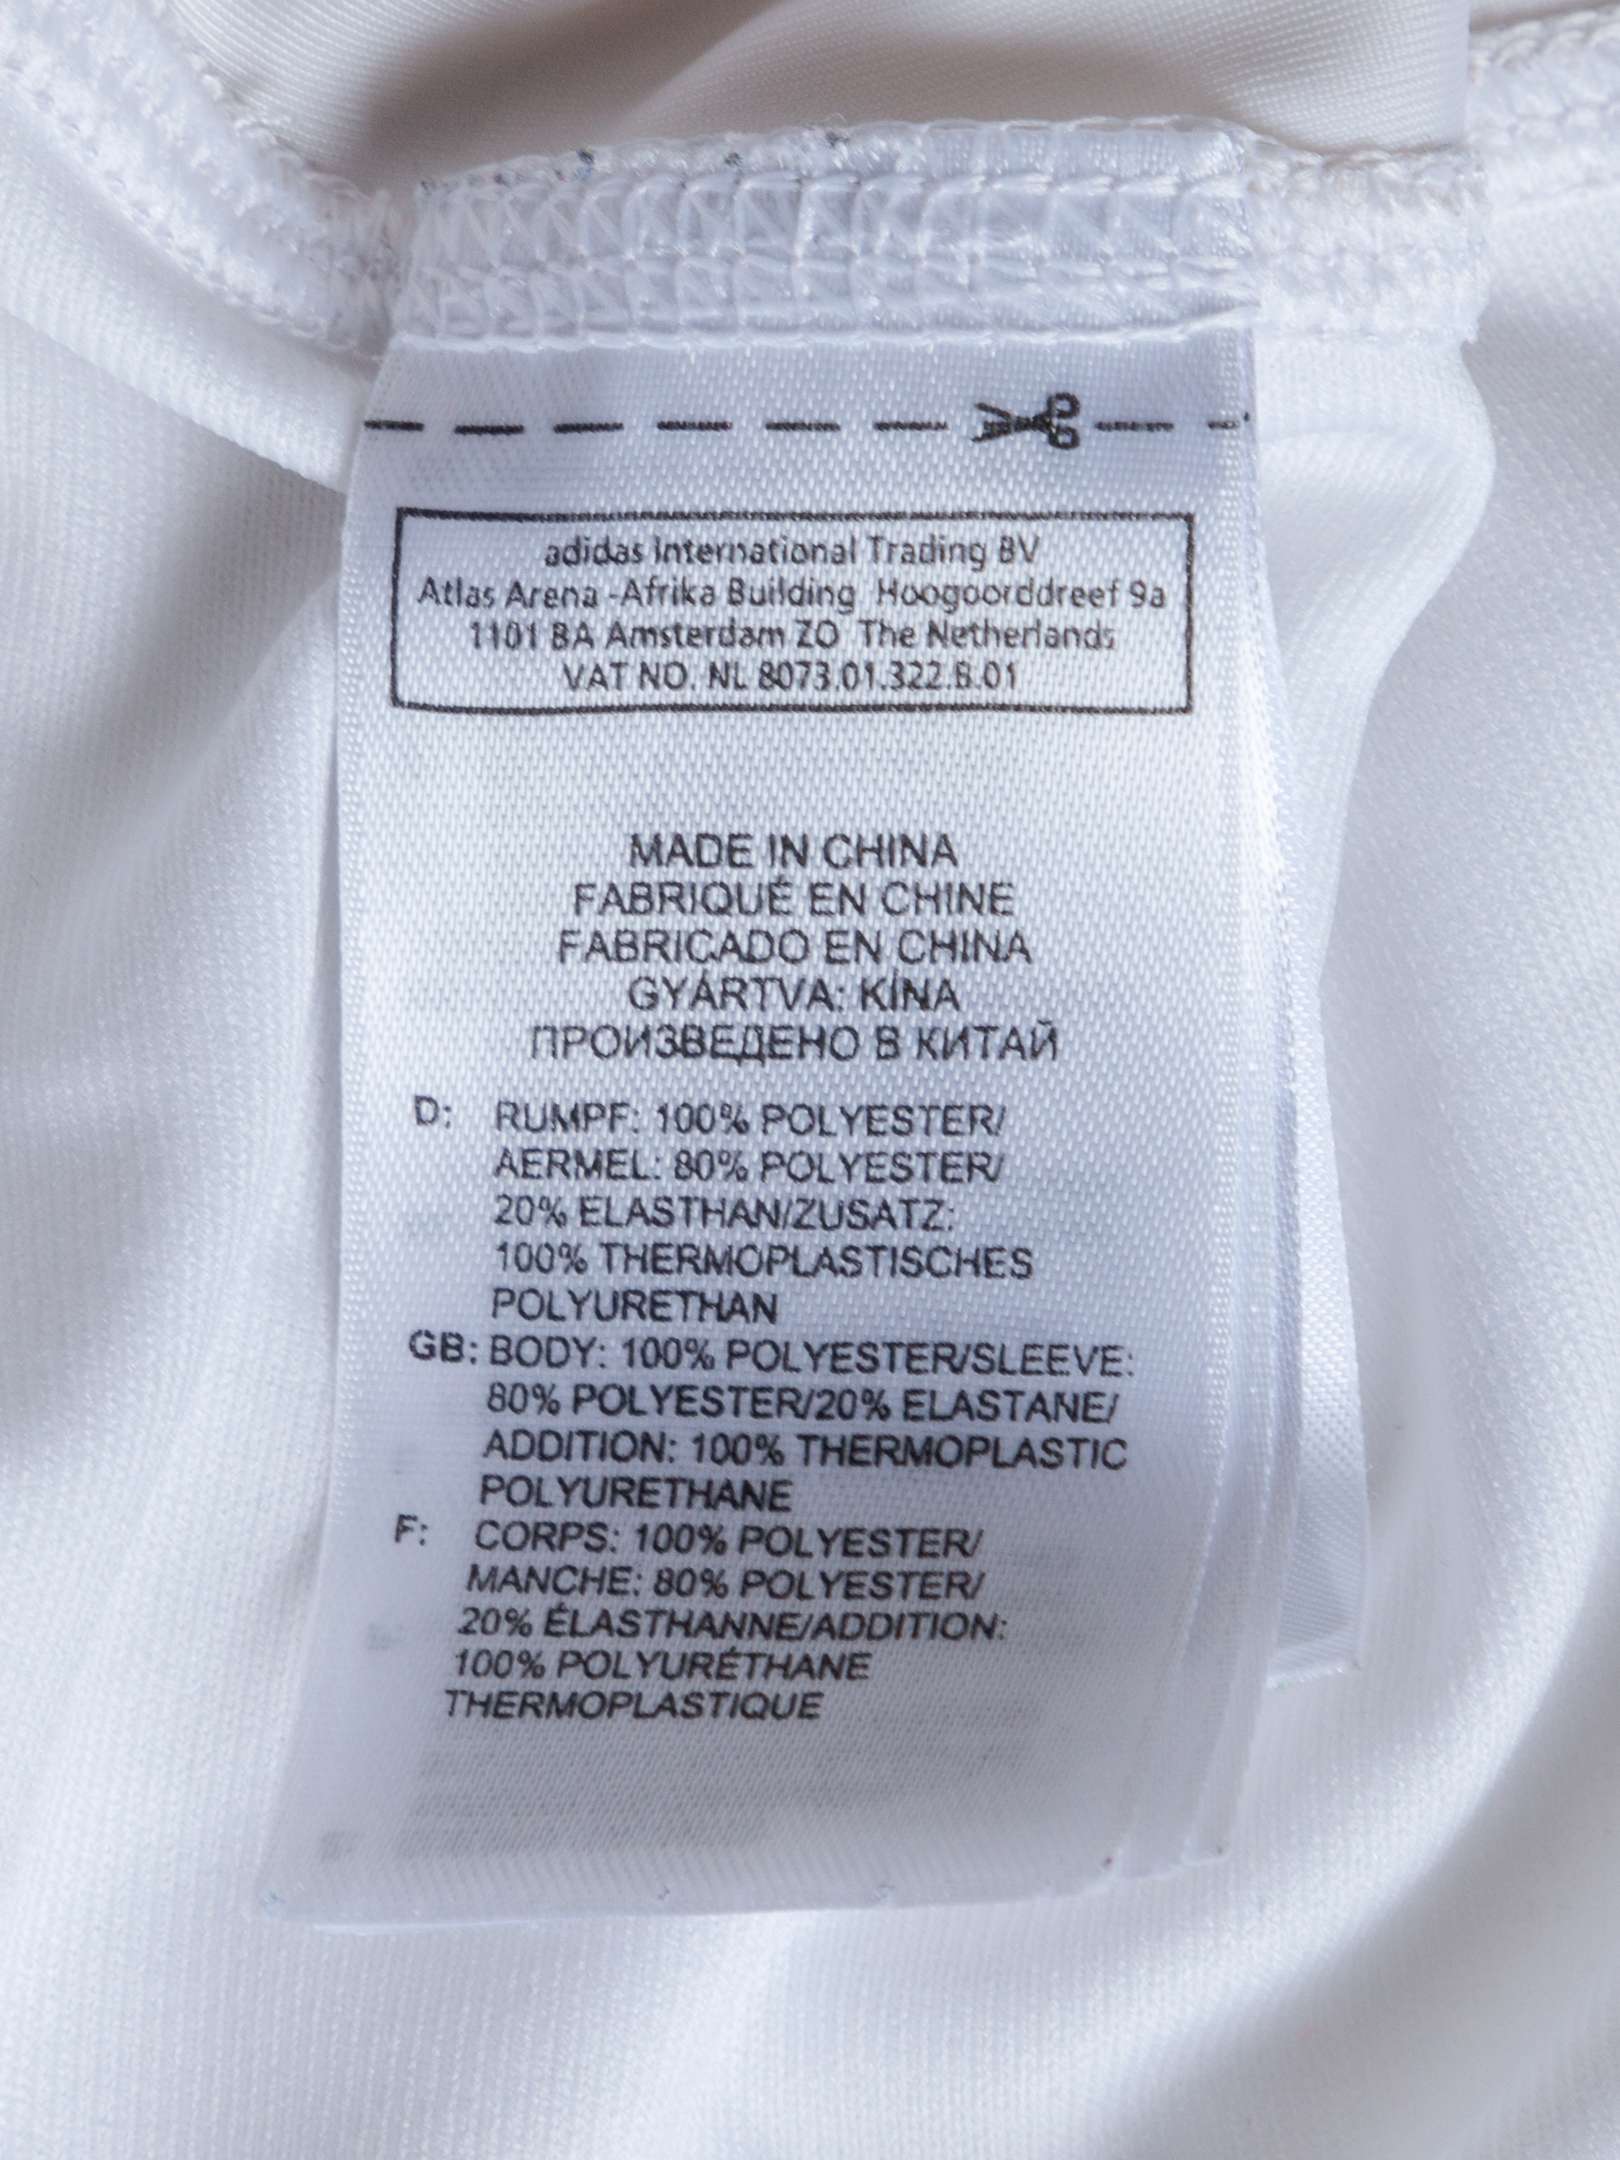 adidas International Trading BV
Atlas Arena -Afrika Building Hoogoorddreef 9a
1101 BA Amsterdam ZO The Netherlands
VAT NO. NL 8073.01.322.B.01
MADE IN CHINA
FABRIQUÉ EN CHINE
FABRICADO EN CHINA
GYÁRTVA: KÍNA
ПРОИЗВЕДЕНО В КИТАЙ
D: RUMPF: 100% POLYESTER/
AERMEL: 80% POLYESTER/
20% ELASTHAN/ZUSATZ:
100% THERMOPLASTISCHES
POLYURETHAN
GB: BODY: 100% POLYESTER/SLEEVE:
80% POLYESTER/20% ELASTANE/
ADDITION: 100% THERMOPLASTIC
POLYURETHANE
F: CORPS: 100% POLYESTER/
MANCHE: 80% POLYESTER/
20% ÉLASTHANNE/ADDITION:
100% POLYURÉTHANE
THERMOPLASTIQUE